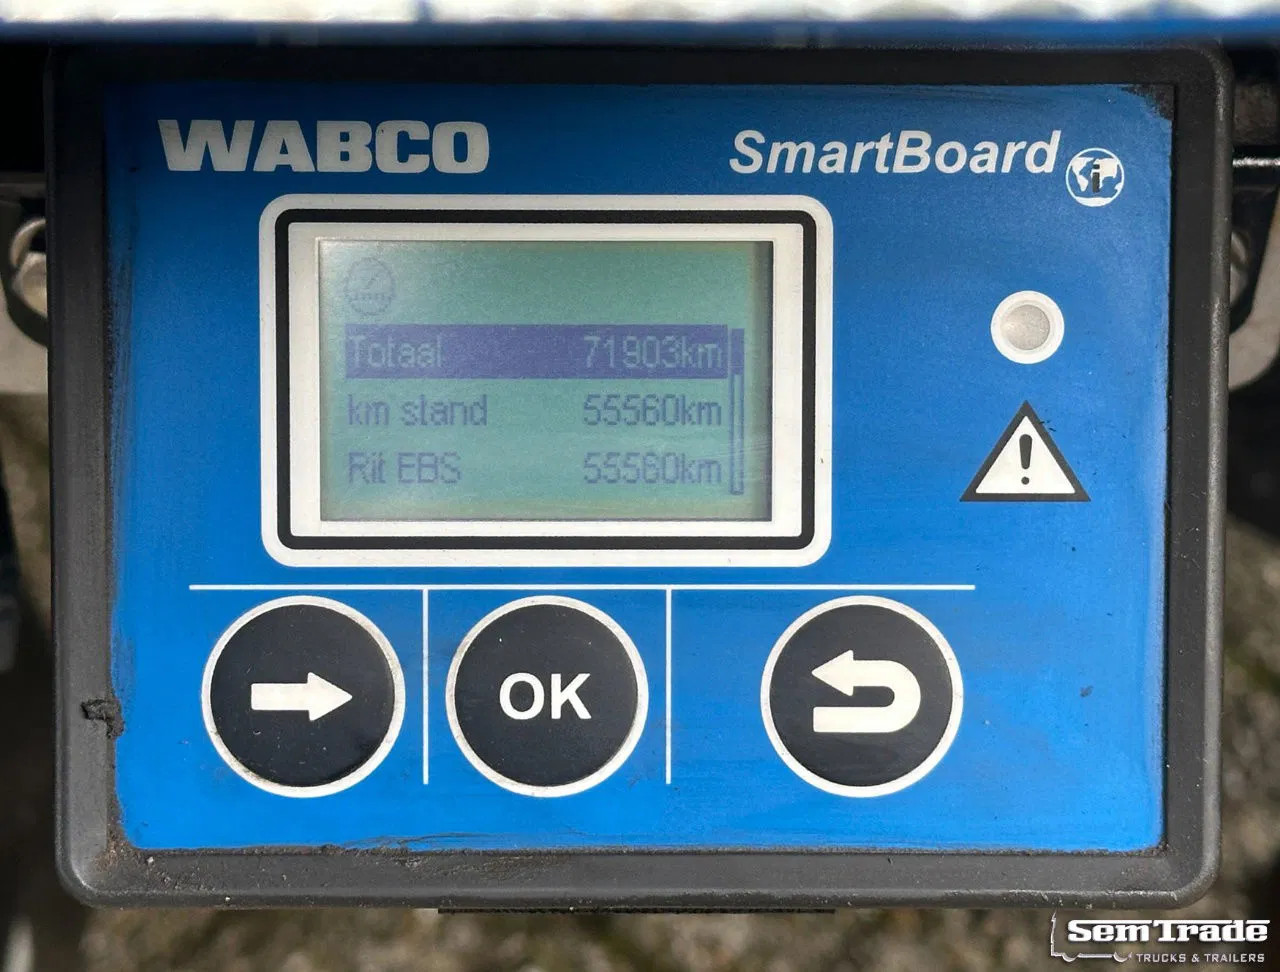 WABCO
SmartBoard
i
Totaal 71903km
km stand 55560km
Rit EBS 55560km
!
OK
Sem Trade
TRUCKS & TRAILERS